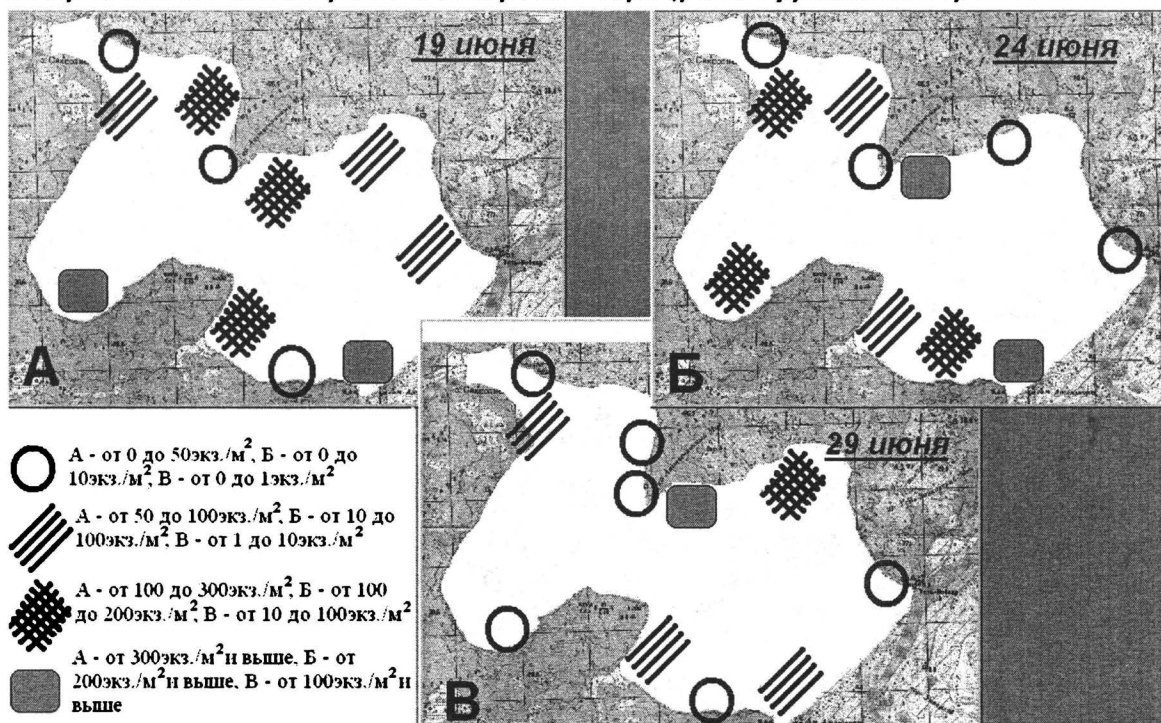 19 июня
24 июня
А
Б
29 июня
В
А - от 0 до 50экз./м², Б - от 0 до
10экз./м², В - от 0 до 1экз./м²
А - от 50 до 100экз./м², Б - от 10 до
100экз./м², В - от 1 до 10экз./м²
А - от 100 до 300экз./м², Б - от 100
до 200экз./м², В - от 10 до 100экз./м²
А - от 300экз./м² и выше, Б - от
200экз./м² и выше, В - от 100экз./м² и
выше